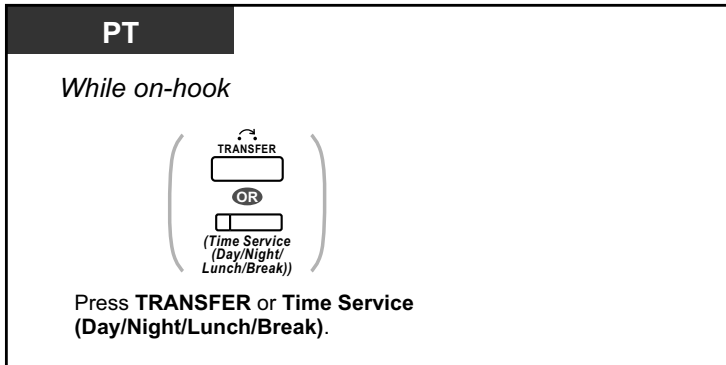 PT
While on-hook
TRANSFER
OR
(Time Service
(Day/Night/
Lunch/Break))
Press TRANSFER or Time Service
(Day/Night/Lunch/Break).